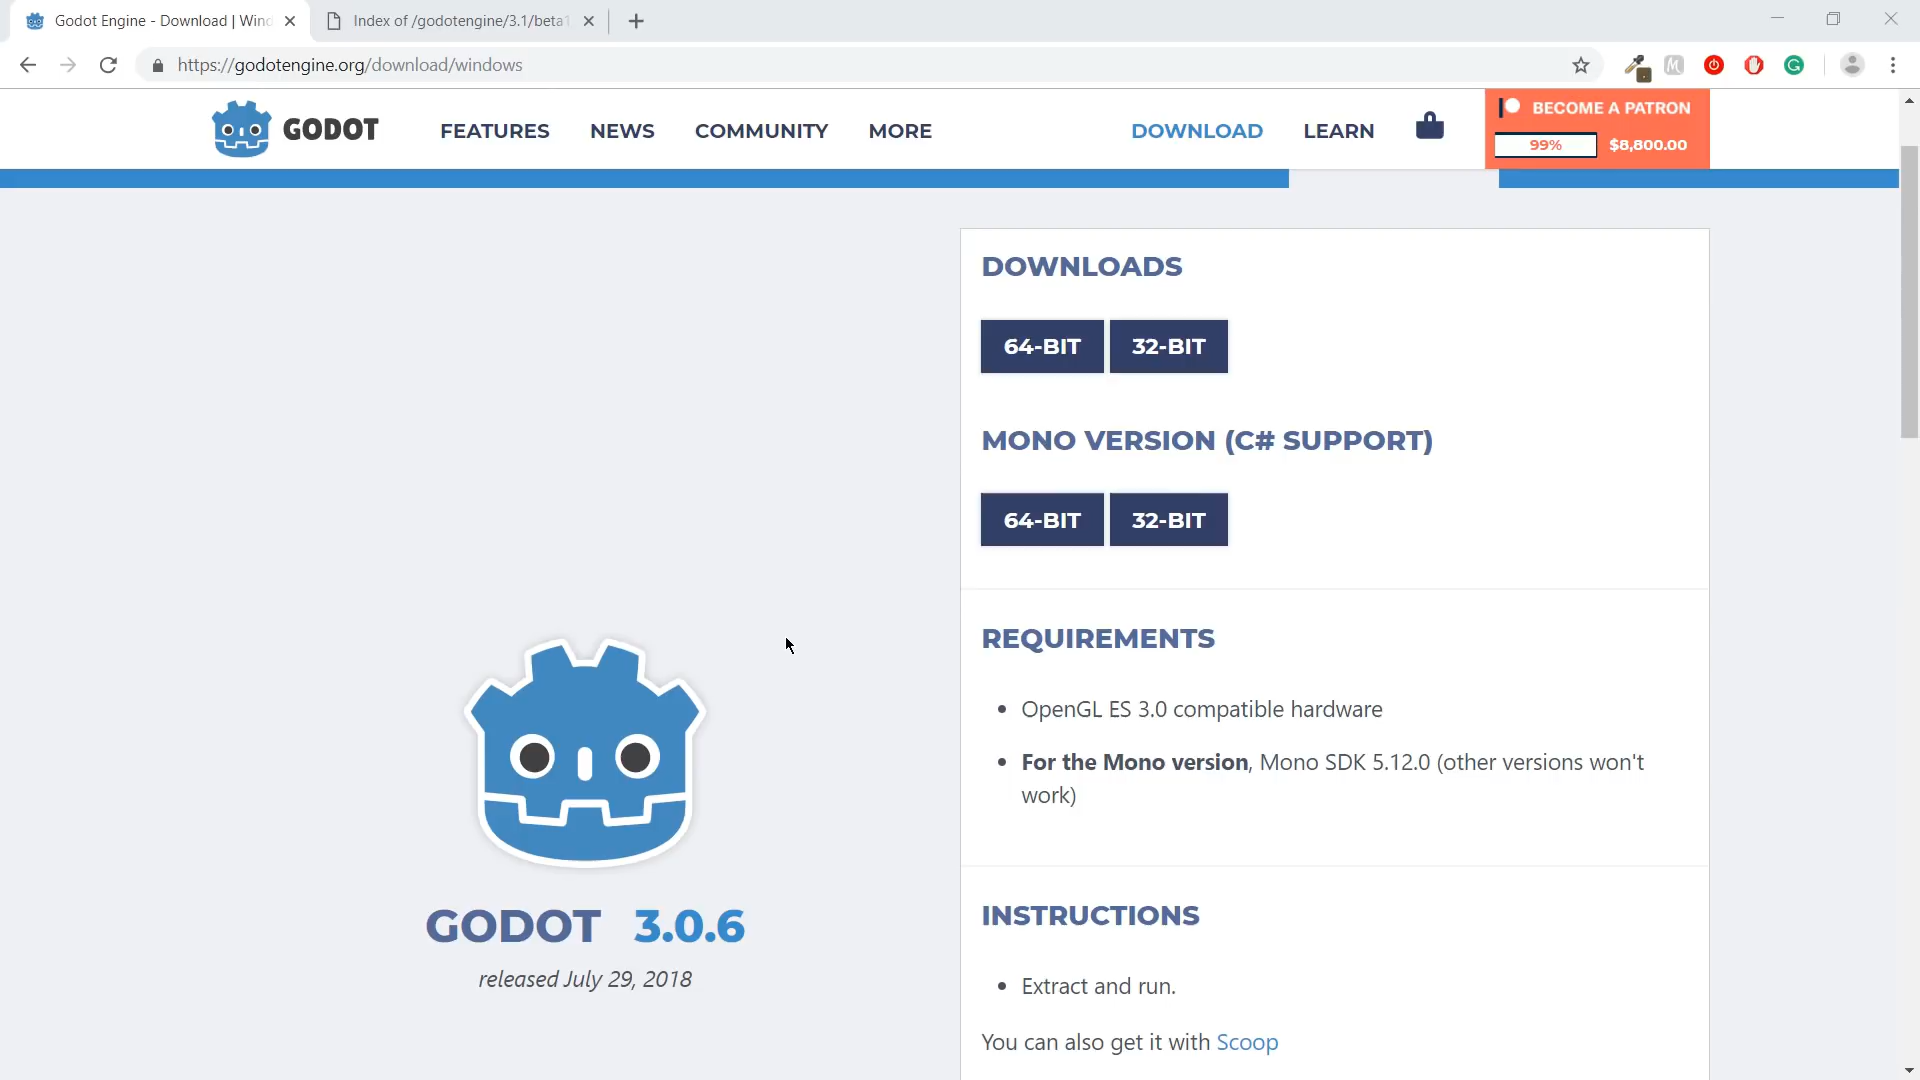 Godot Engine - Download | Wind
Index of /godotengine/3.1/beta1
https://godotengine.org/download/windows
GODOT
FEATURES
NEWS
COMMUNITY
MORE
DOWNLOAD
LEARN
BECOME A PATRON
99%
$8,800.00
DOWNLOADS
64-BIT
32-BIT
MONO VERSION (C# SUPPORT)
64-BIT
32-BIT
REQUIREMENTS
• OpenGL ES 3.0 compatible hardware
• For the Mono version, Mono SDK 5.12.0 (other versions won't
work)
GODOT 3.0.6
released July 29, 2018
INSTRUCTIONS
• Extract and run.
You can also get it with Scoop